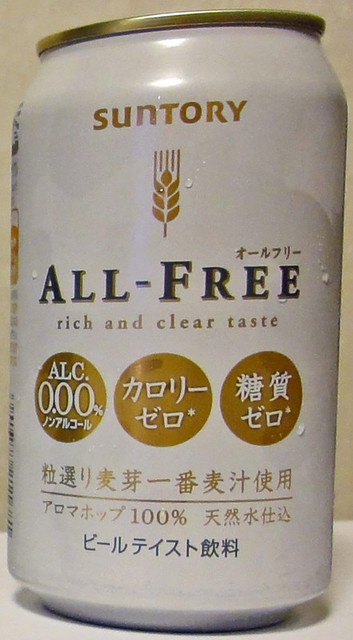 SUNTORY
オールフリー
ALL-FREE
rich and clear taste
ALC.
0.00%
ノンアルコール
カロリー
ゼロ*
糖質
ゼロ*
粒選り麦芽一番麦汁使用
アロマホップ100% 天然水仕込
ビールテイスト飲料